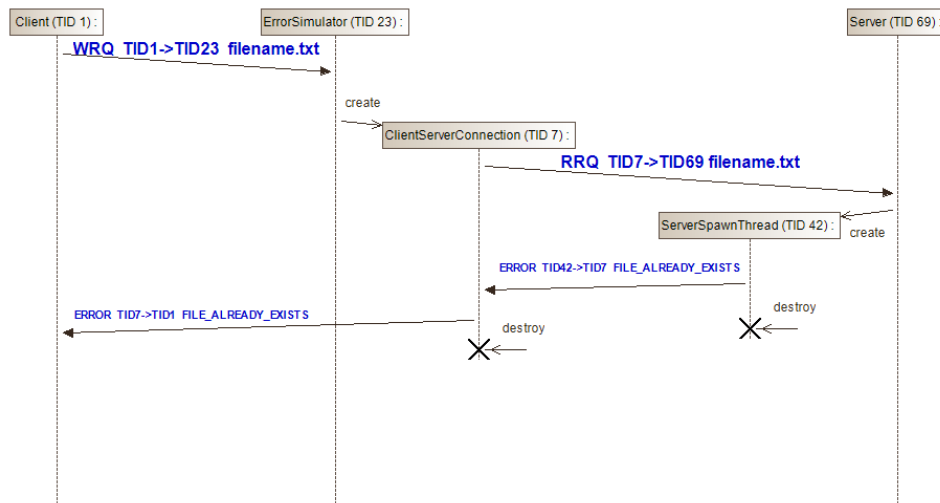 Client (TID 1) :
ErrorSimulator (TID 23) :
Server (TID 69) :
WRQ TID1->TID23 filename.txt
create
ClientServerConnection (TID 7) :
RRQ TID7->TID69 filename.txt
ServerSpawnThread (TID 42) :
create
ERROR TID42->TID7 FILE_ALREADY_EXISTS
ERROR TID7->TID1 FILE_ALREADY_EXISTS
destroy
destroy